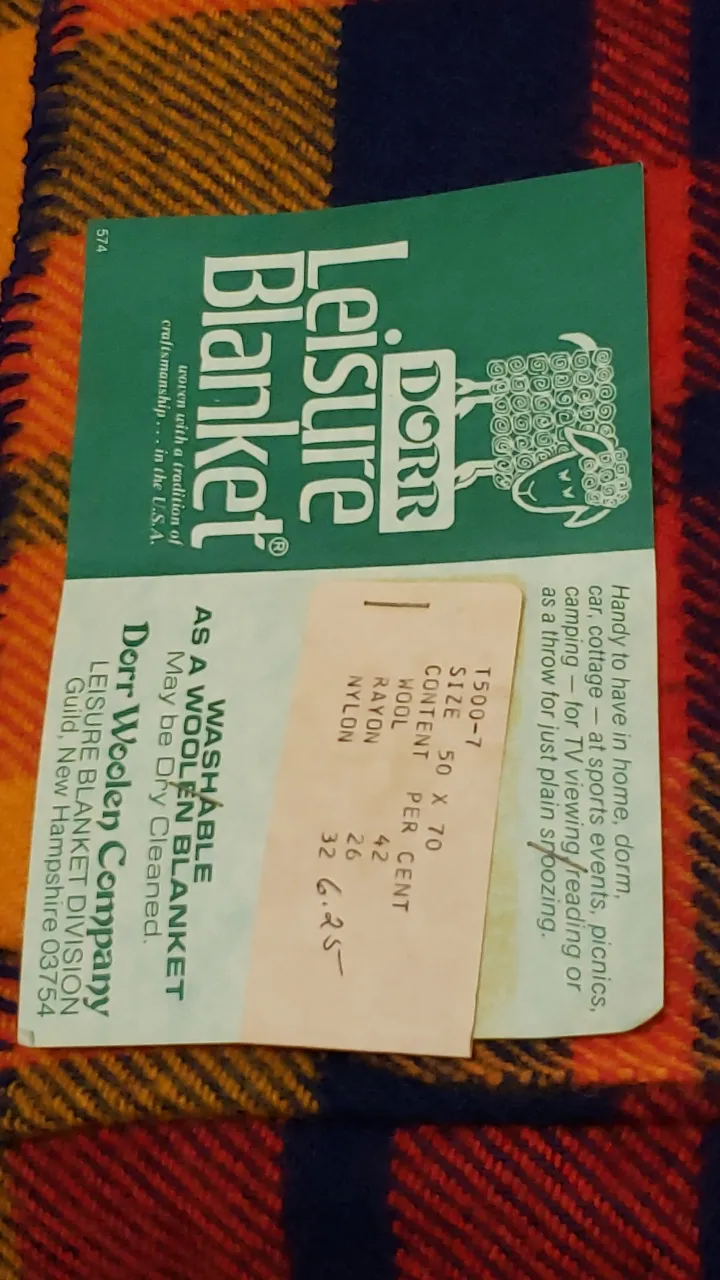 DORR
Leisure
Blanket®
woven with a tradition of
craftsmanship . . . in the U.S.A.
574
Handy to have in home, dorm,
car, cottage — at sports events, picnics,
camping — for TV viewing/reading or
as a throw for just plain snoozing.
T500-7
SIZE 50 X 70
CONTENT PER CENT
WOOL 42
RAYON 26
NYLON 32
6.25
WASHABLE
AS A WOOLEN BLANKET
May be Dry Cleaned.
Dorr Woolen Company
LEISURE BLANKET DIVISION
Guild, New Hampshire 03754